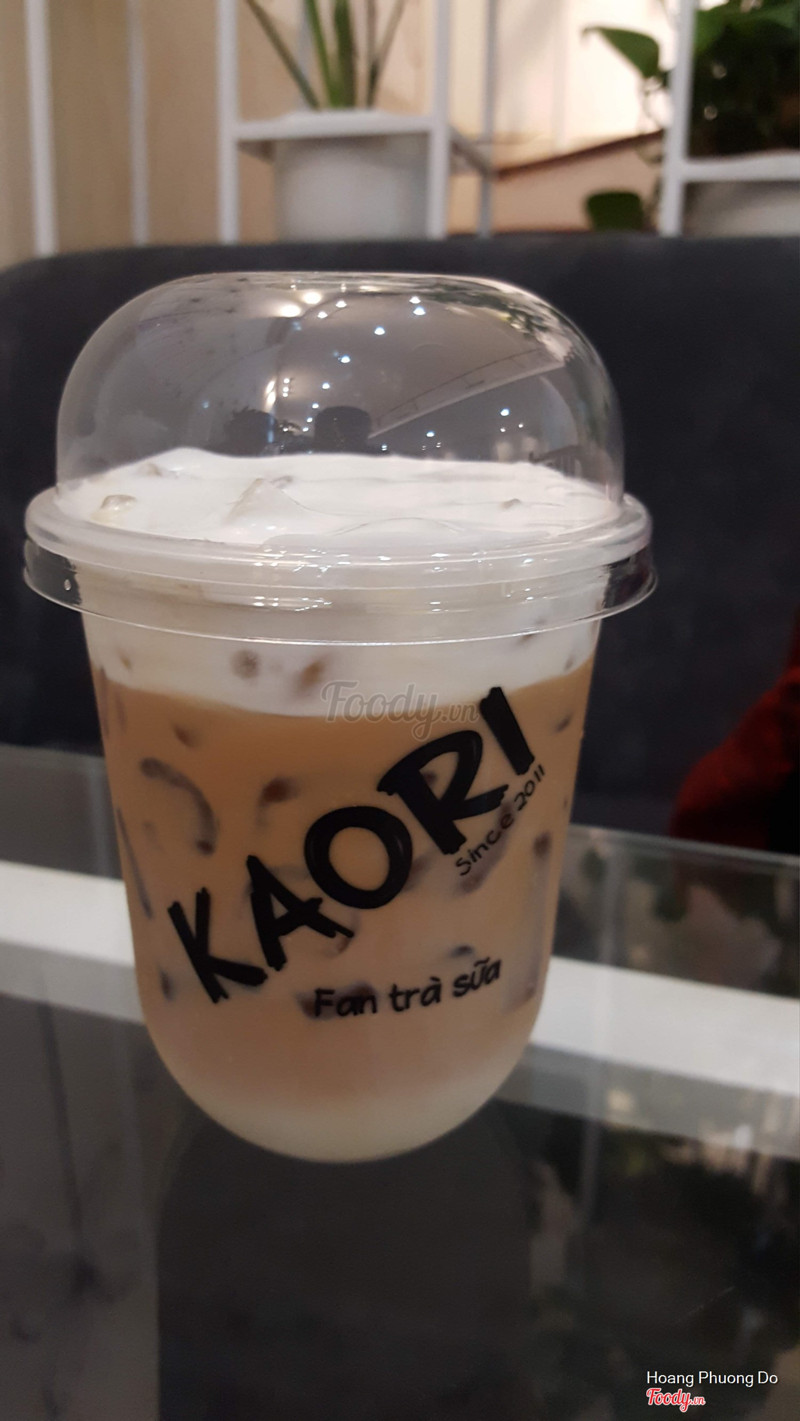 Foody.vn
KAORI
Since 2011
Fan trà sữa
Hoang Phuong Do
Foody.vn